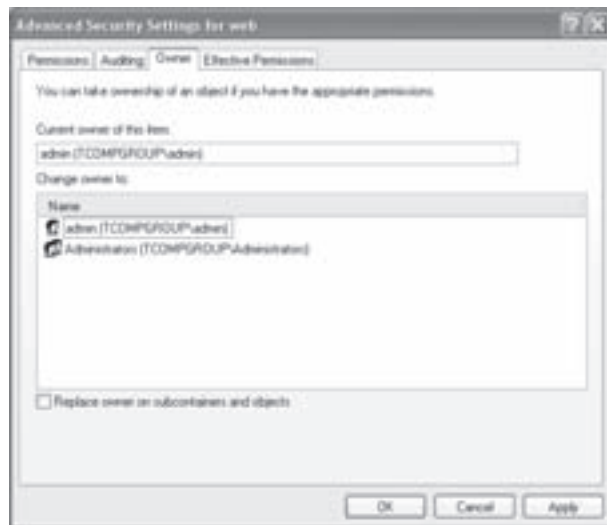 Advanced Security Settings for web
Permissions Auditing Owner Effective Permissions
You can take ownership of an object if you have the appropriate permissions.
Current owner of this item:
admin (TCOMPGROUP\admin)
Change owner to:
Name
admin (TCOMPGROUP\admin)
Administrators (TCOMPGROUP\Administrators)
Replace owner on subcontainers and objects
OK Cancel Apply